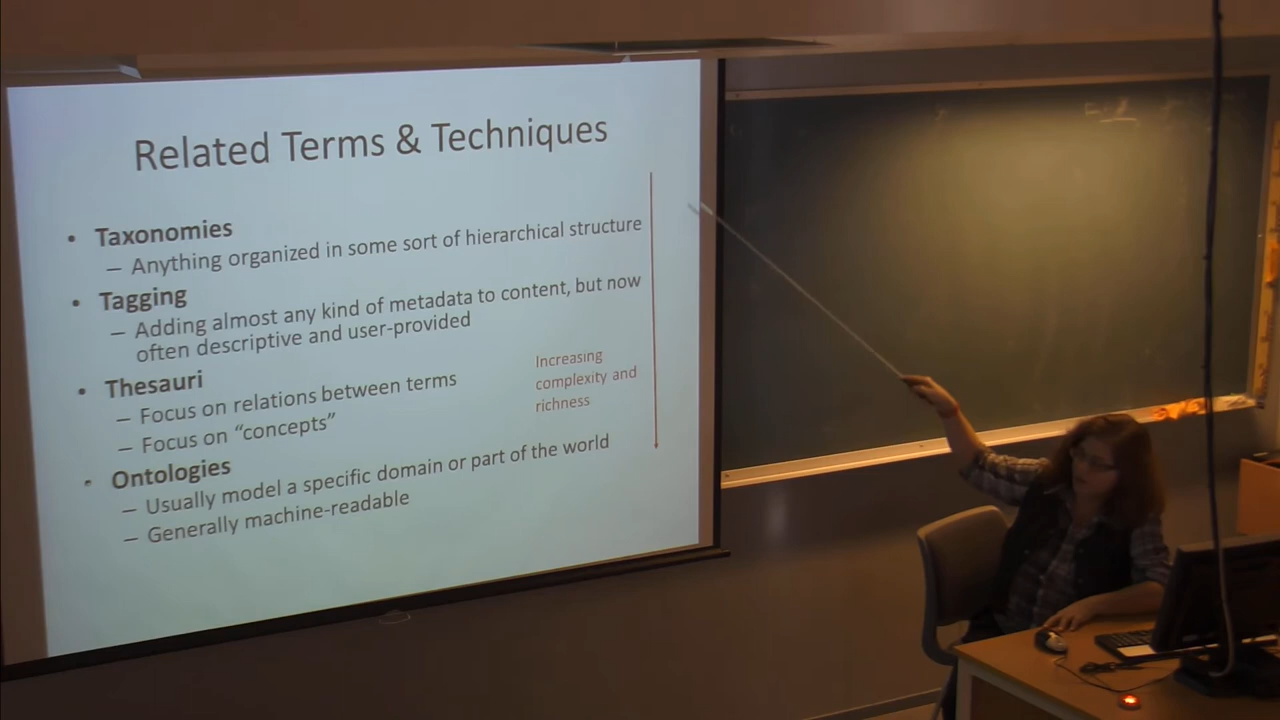 Related Terms & Techniques
• Taxonomies
– Anything organized in some sort of hierarchical structure
• Tagging
– Adding almost any kind of metadata to content, but now
often descriptive and user-provided
• Thesauri
– Focus on relations between terms
– Focus on “concepts”
Increasing
complexity and
richness
• Ontologies
– Usually model a specific domain or part of the world
– Generally machine-readable